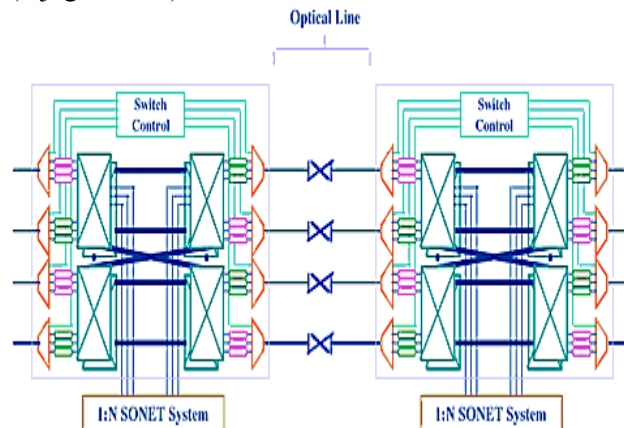 Optical Line
Switch
Control
Switch
Control
1:N SONET System
1:N SONET System